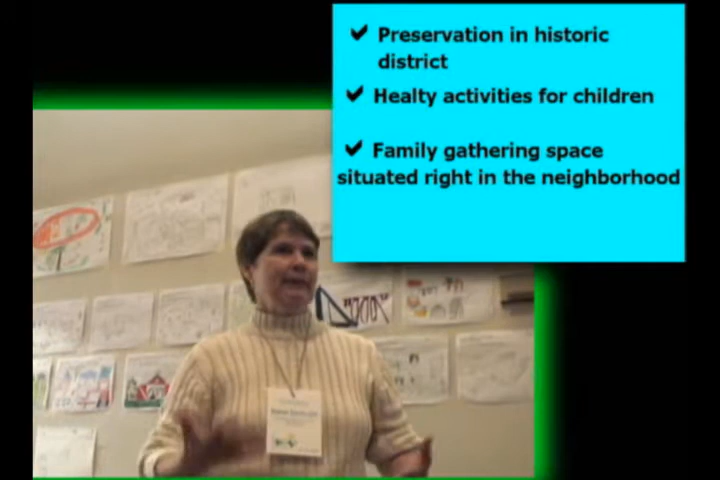 ✔ Preservation in historic
district
✔ Healty activities for children
✔ Family gathering space
situated right in the neighborhood